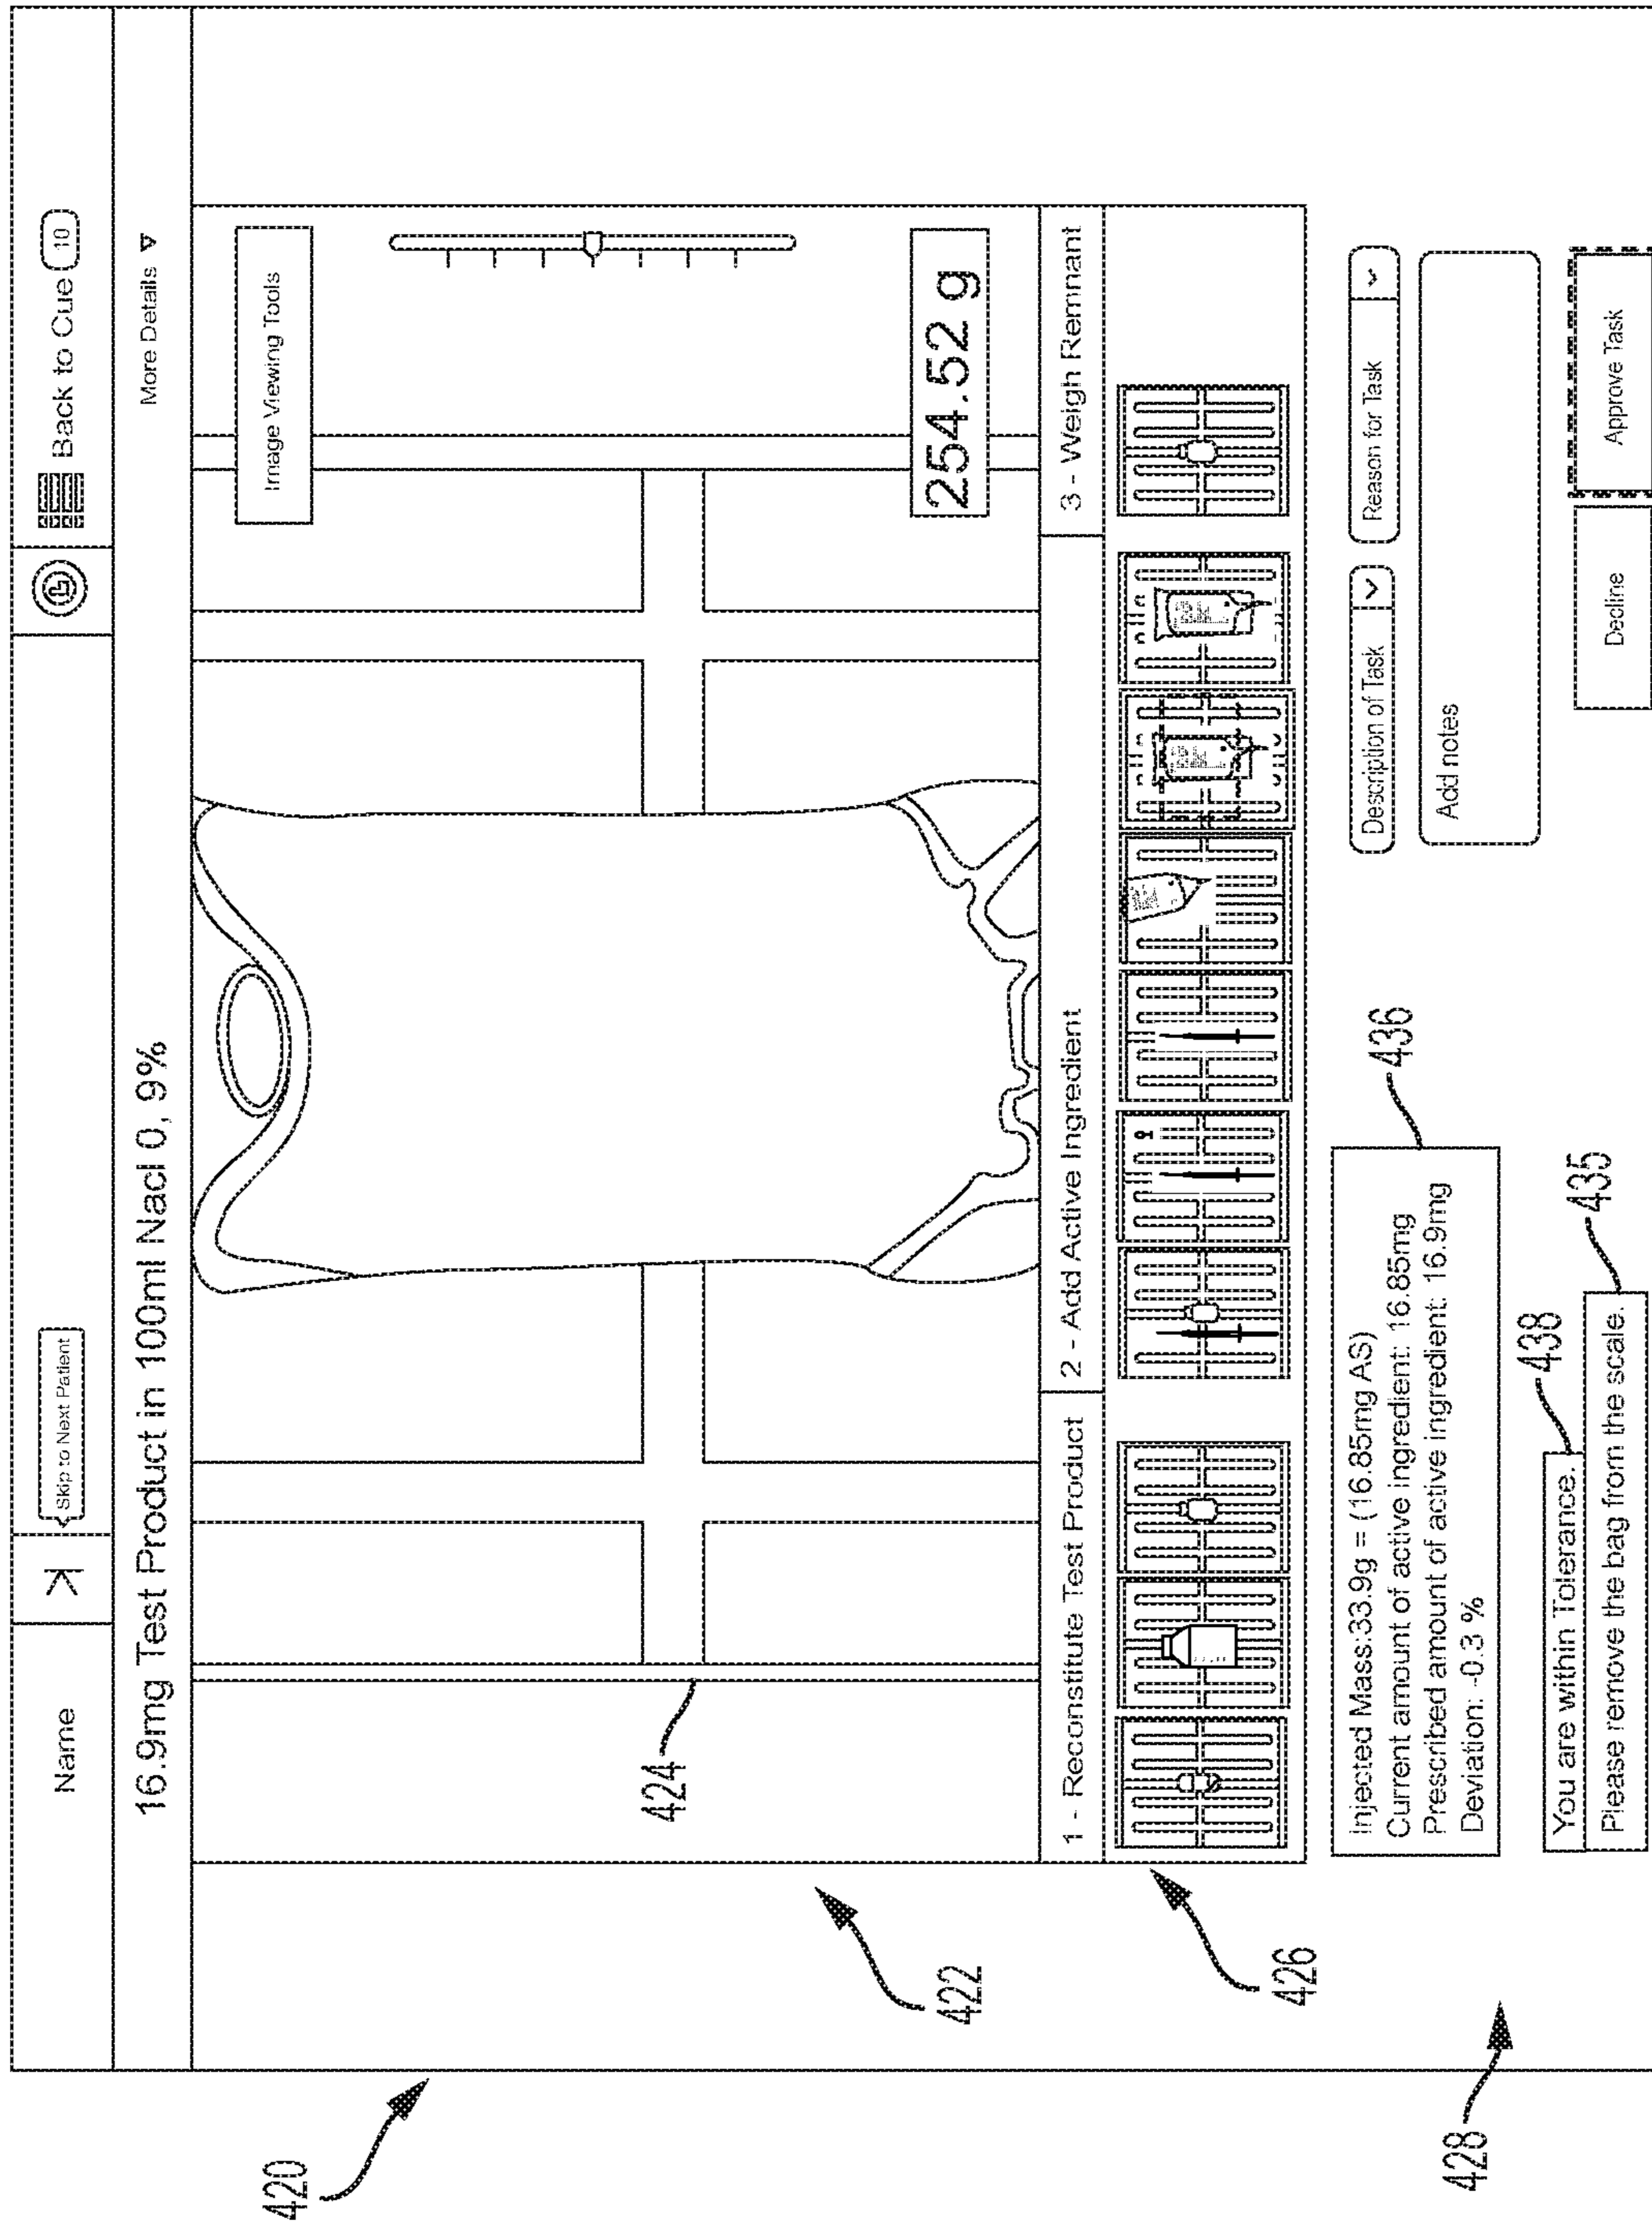 Name
Skip to Next Patient
Back to Cue 10
16.9mg Test Product in 100ml Nacl 0, 9%
More Details
Image Viewing Tools
254.52 g
1 - Reconstitute Test Product
2 - Add Active Ingredient
3 - Weigh Remnant
Injected Mass:33.9g = (16.85mg AS)
Current amount of active ingredient: 16.85mg
Prescribed amount of active ingredient: 16.9mg
Deviation: -0.3 %
You are within Tolerance.
Please remove the bag from the scale.
Description of Task
Reason for Task
Add notes
Decline
Approve Task
420
422
424
426
428
436
438
435